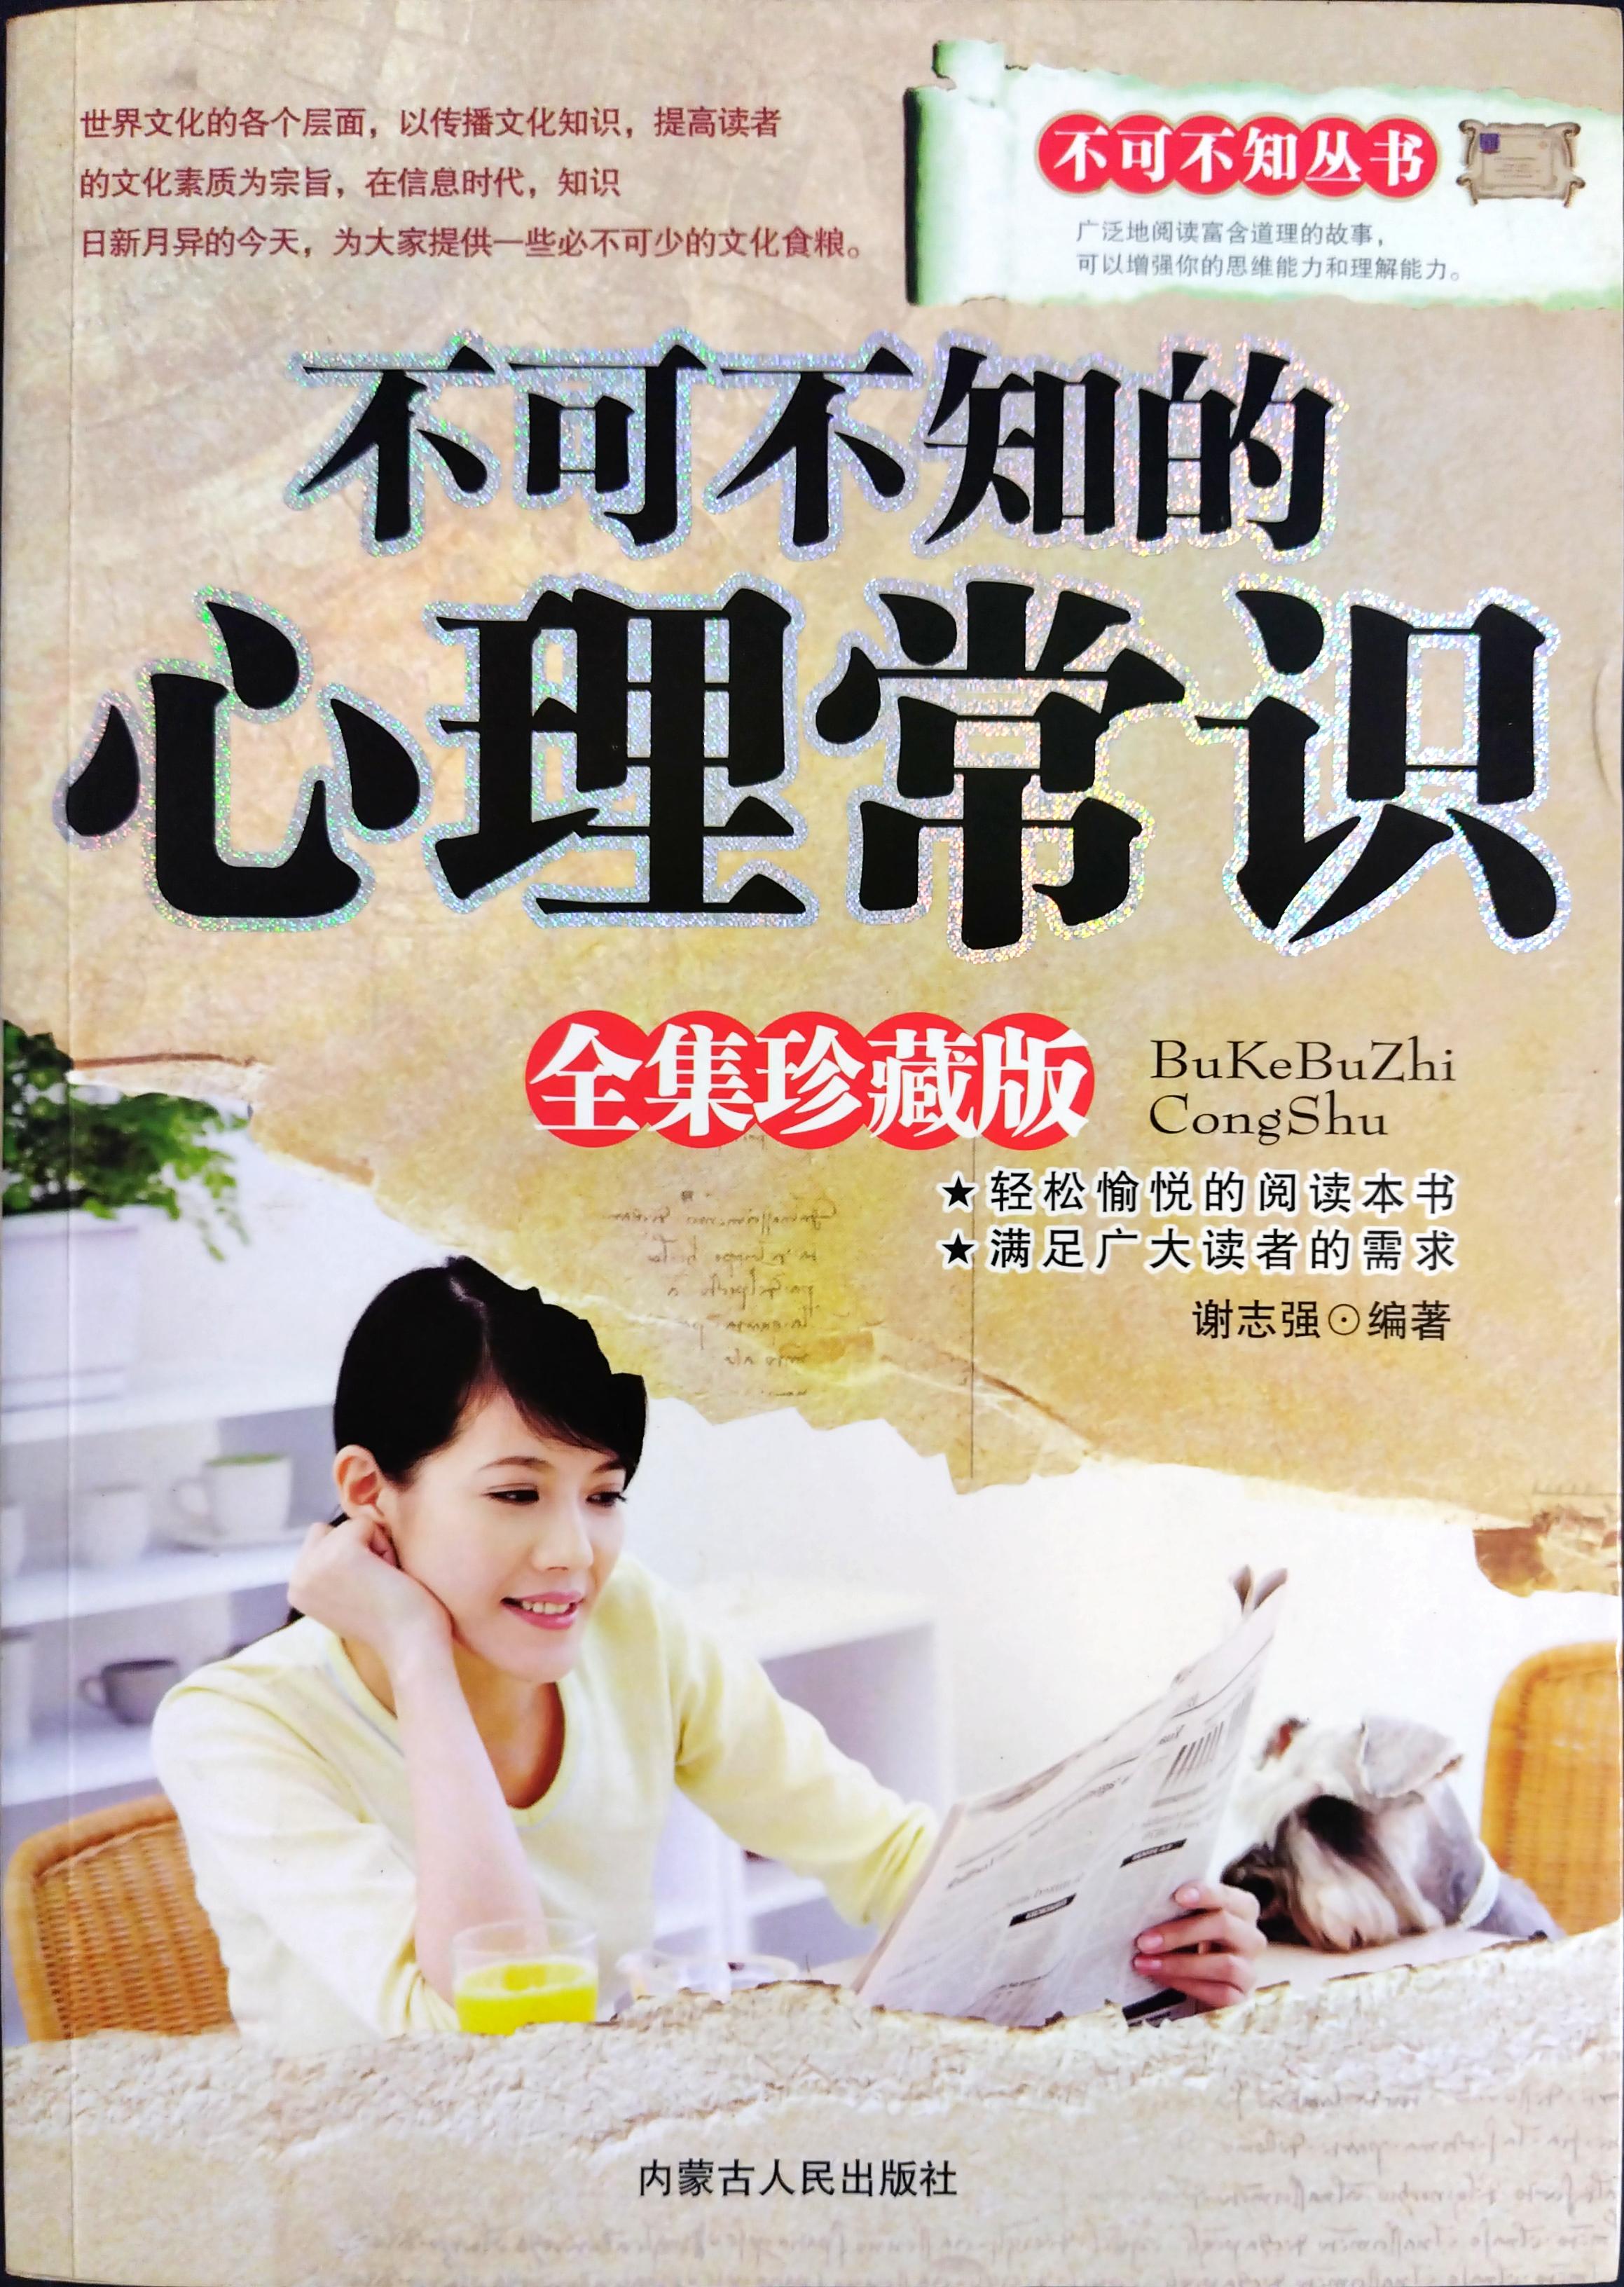 世界文化的各个层面，以传播文化知识，提高读者
的文化素质为宗旨，在信息时代，知识
日新月异的今天，为大家提供一些必不可少的文化食粮。
不可不知丛书
广泛地阅读富含道理的故事，
可以增强你的思维能力和理解能力。
不可不知的
心理常识
全集珍藏版
BuKeBuZhi
CongShu
★轻松愉悦的阅读本书
★满足广大读者的需求
谢志强⊙编著
内蒙古人民出版社